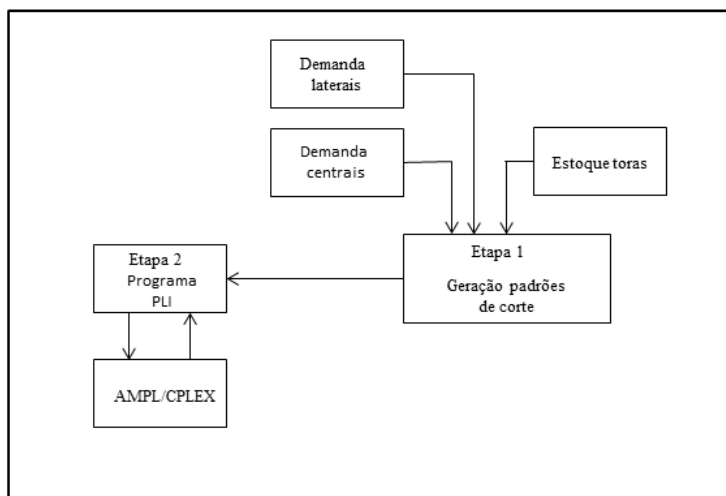 Demanda
laterais
Demanda
centrais
Estoque toras
Etapa 1
Geração padrões
de corte
Etapa 2
Programa
PLI
AMPL/CPLEX